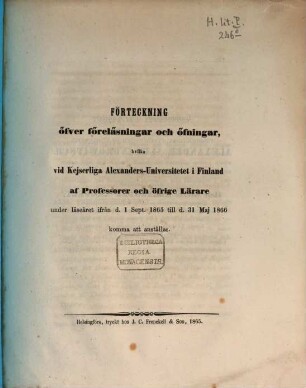 H. lit. P.
246 s
FÖRTECKNING
öfver föreläsningar och öfningar,
hvilka
vid Kejserliga Alexanders-Universitetet i Finland
af Professorer och öfrige Lärare
under läseåret ifrån d. 1 Sept. 1865 till d. 31 Maj 1866
komma att anställas.
BIBLIOTHECA
REGIA
MONACENSIS.
Helsingfors, tryckt hos J. C. Frenckell & Son, 1865.